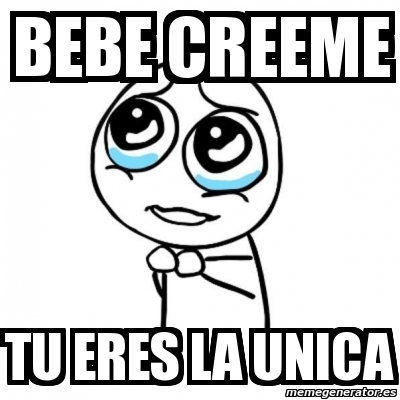 BEBE CREEME
TU ERES LA UNICA
memegenerator.es